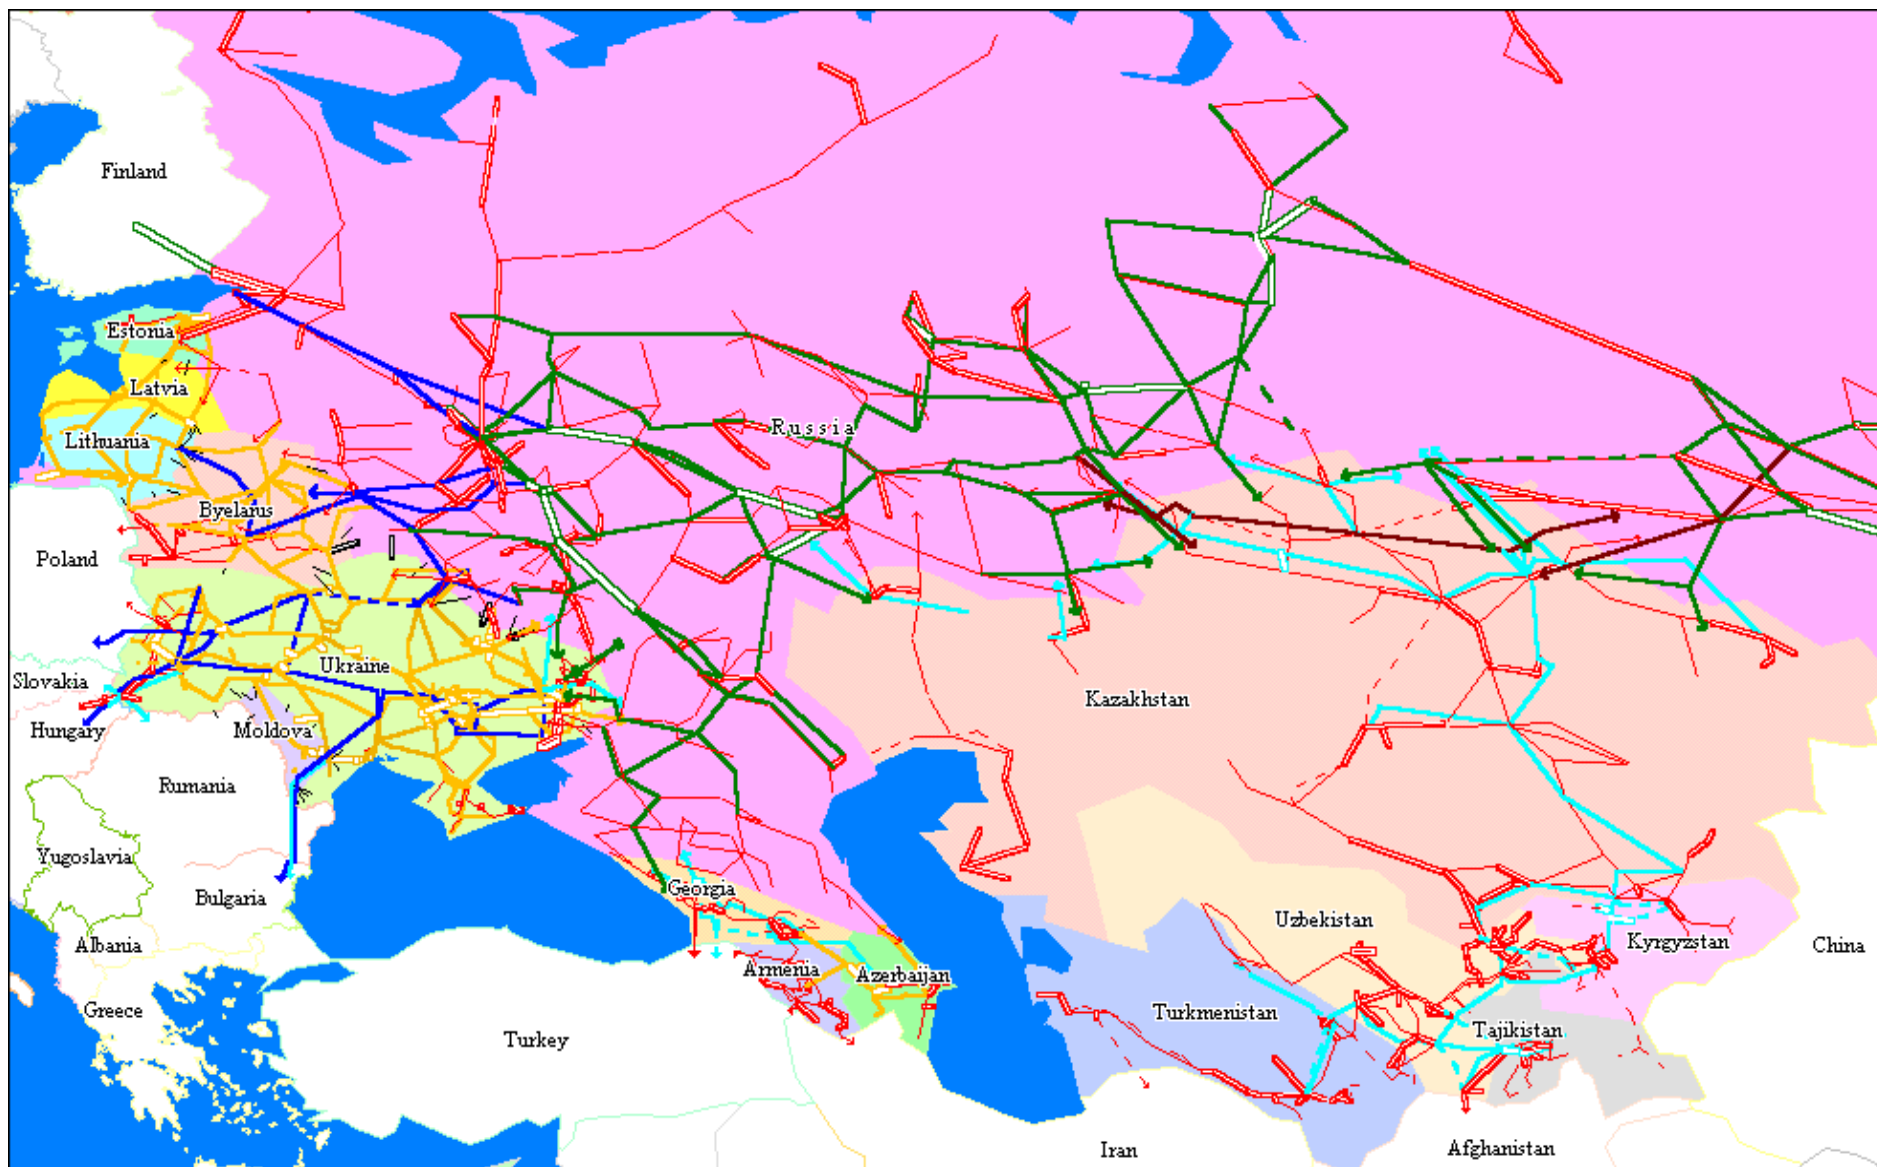 Finland
Estonia
Latvia
Russia
Lithuania
Byelarus
Poland
Ukraine
Slovakia
Kazakhstan
Hungary
Moldova
Rumania
Yugoslavia
Georgia
Bulgaria
Uzbekistan
Albania
Kyrgyzstan
China
Armenia
Azerbaijan
Greece
Turkmenistan
Tajikistan
Turkey
Iran
Afghanistan